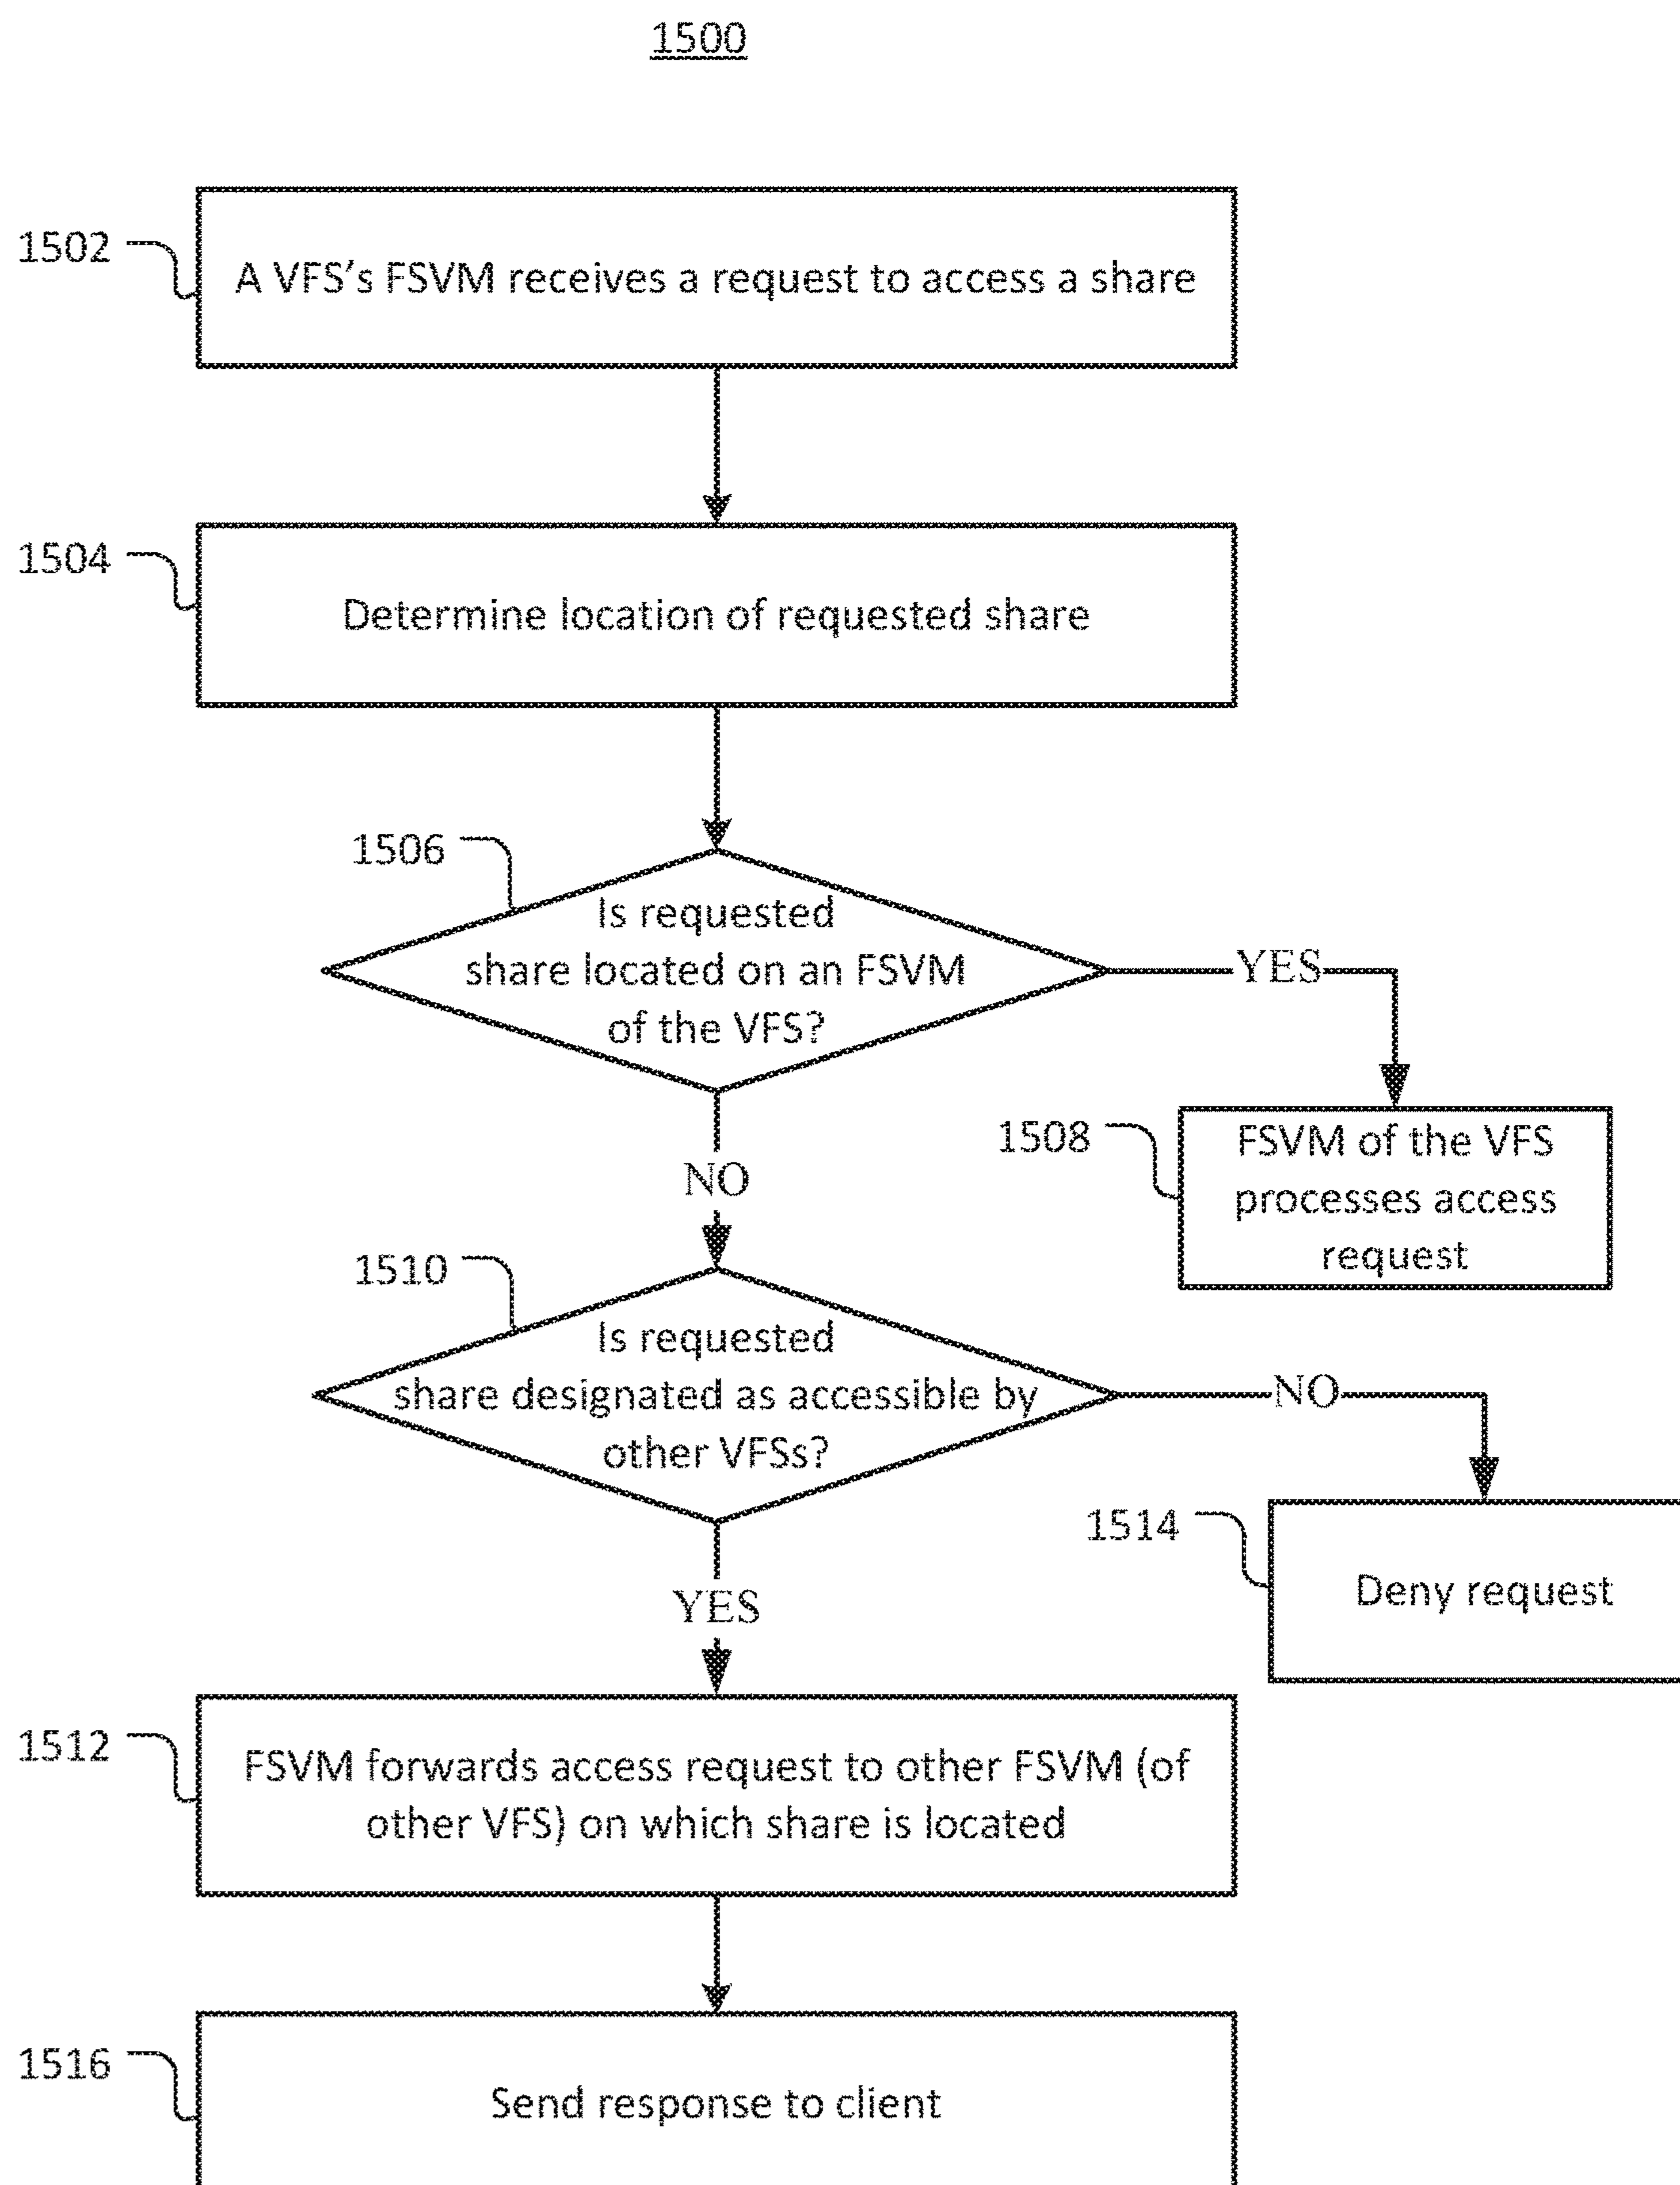 1500
1502
A VFS's FSVM receives a request to access a share
1504
Determine location of requested share
1506
Is requested
share located on an FSVM
of the VFS?
YES
1508
FSVM of the VFS
processes access
request
NO
1510
Is requested
share designated as accessible by
other VFSs?
NO
1514
Deny request
YES
1512
FSVM forwards access request to other FSVM (of
other VFS) on which share is located
1516
Send response to client